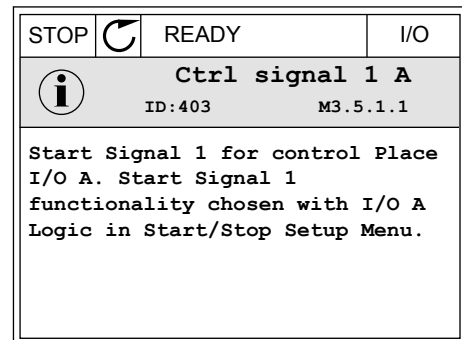 STOP READY I/O
Ctrl signal 1 A
ID:403 M3.5.1.1
Start Signal 1 for control Place
I/O A. Start Signal 1
functionality chosen with I/O A
Logic in Start/Stop Setup Menu.